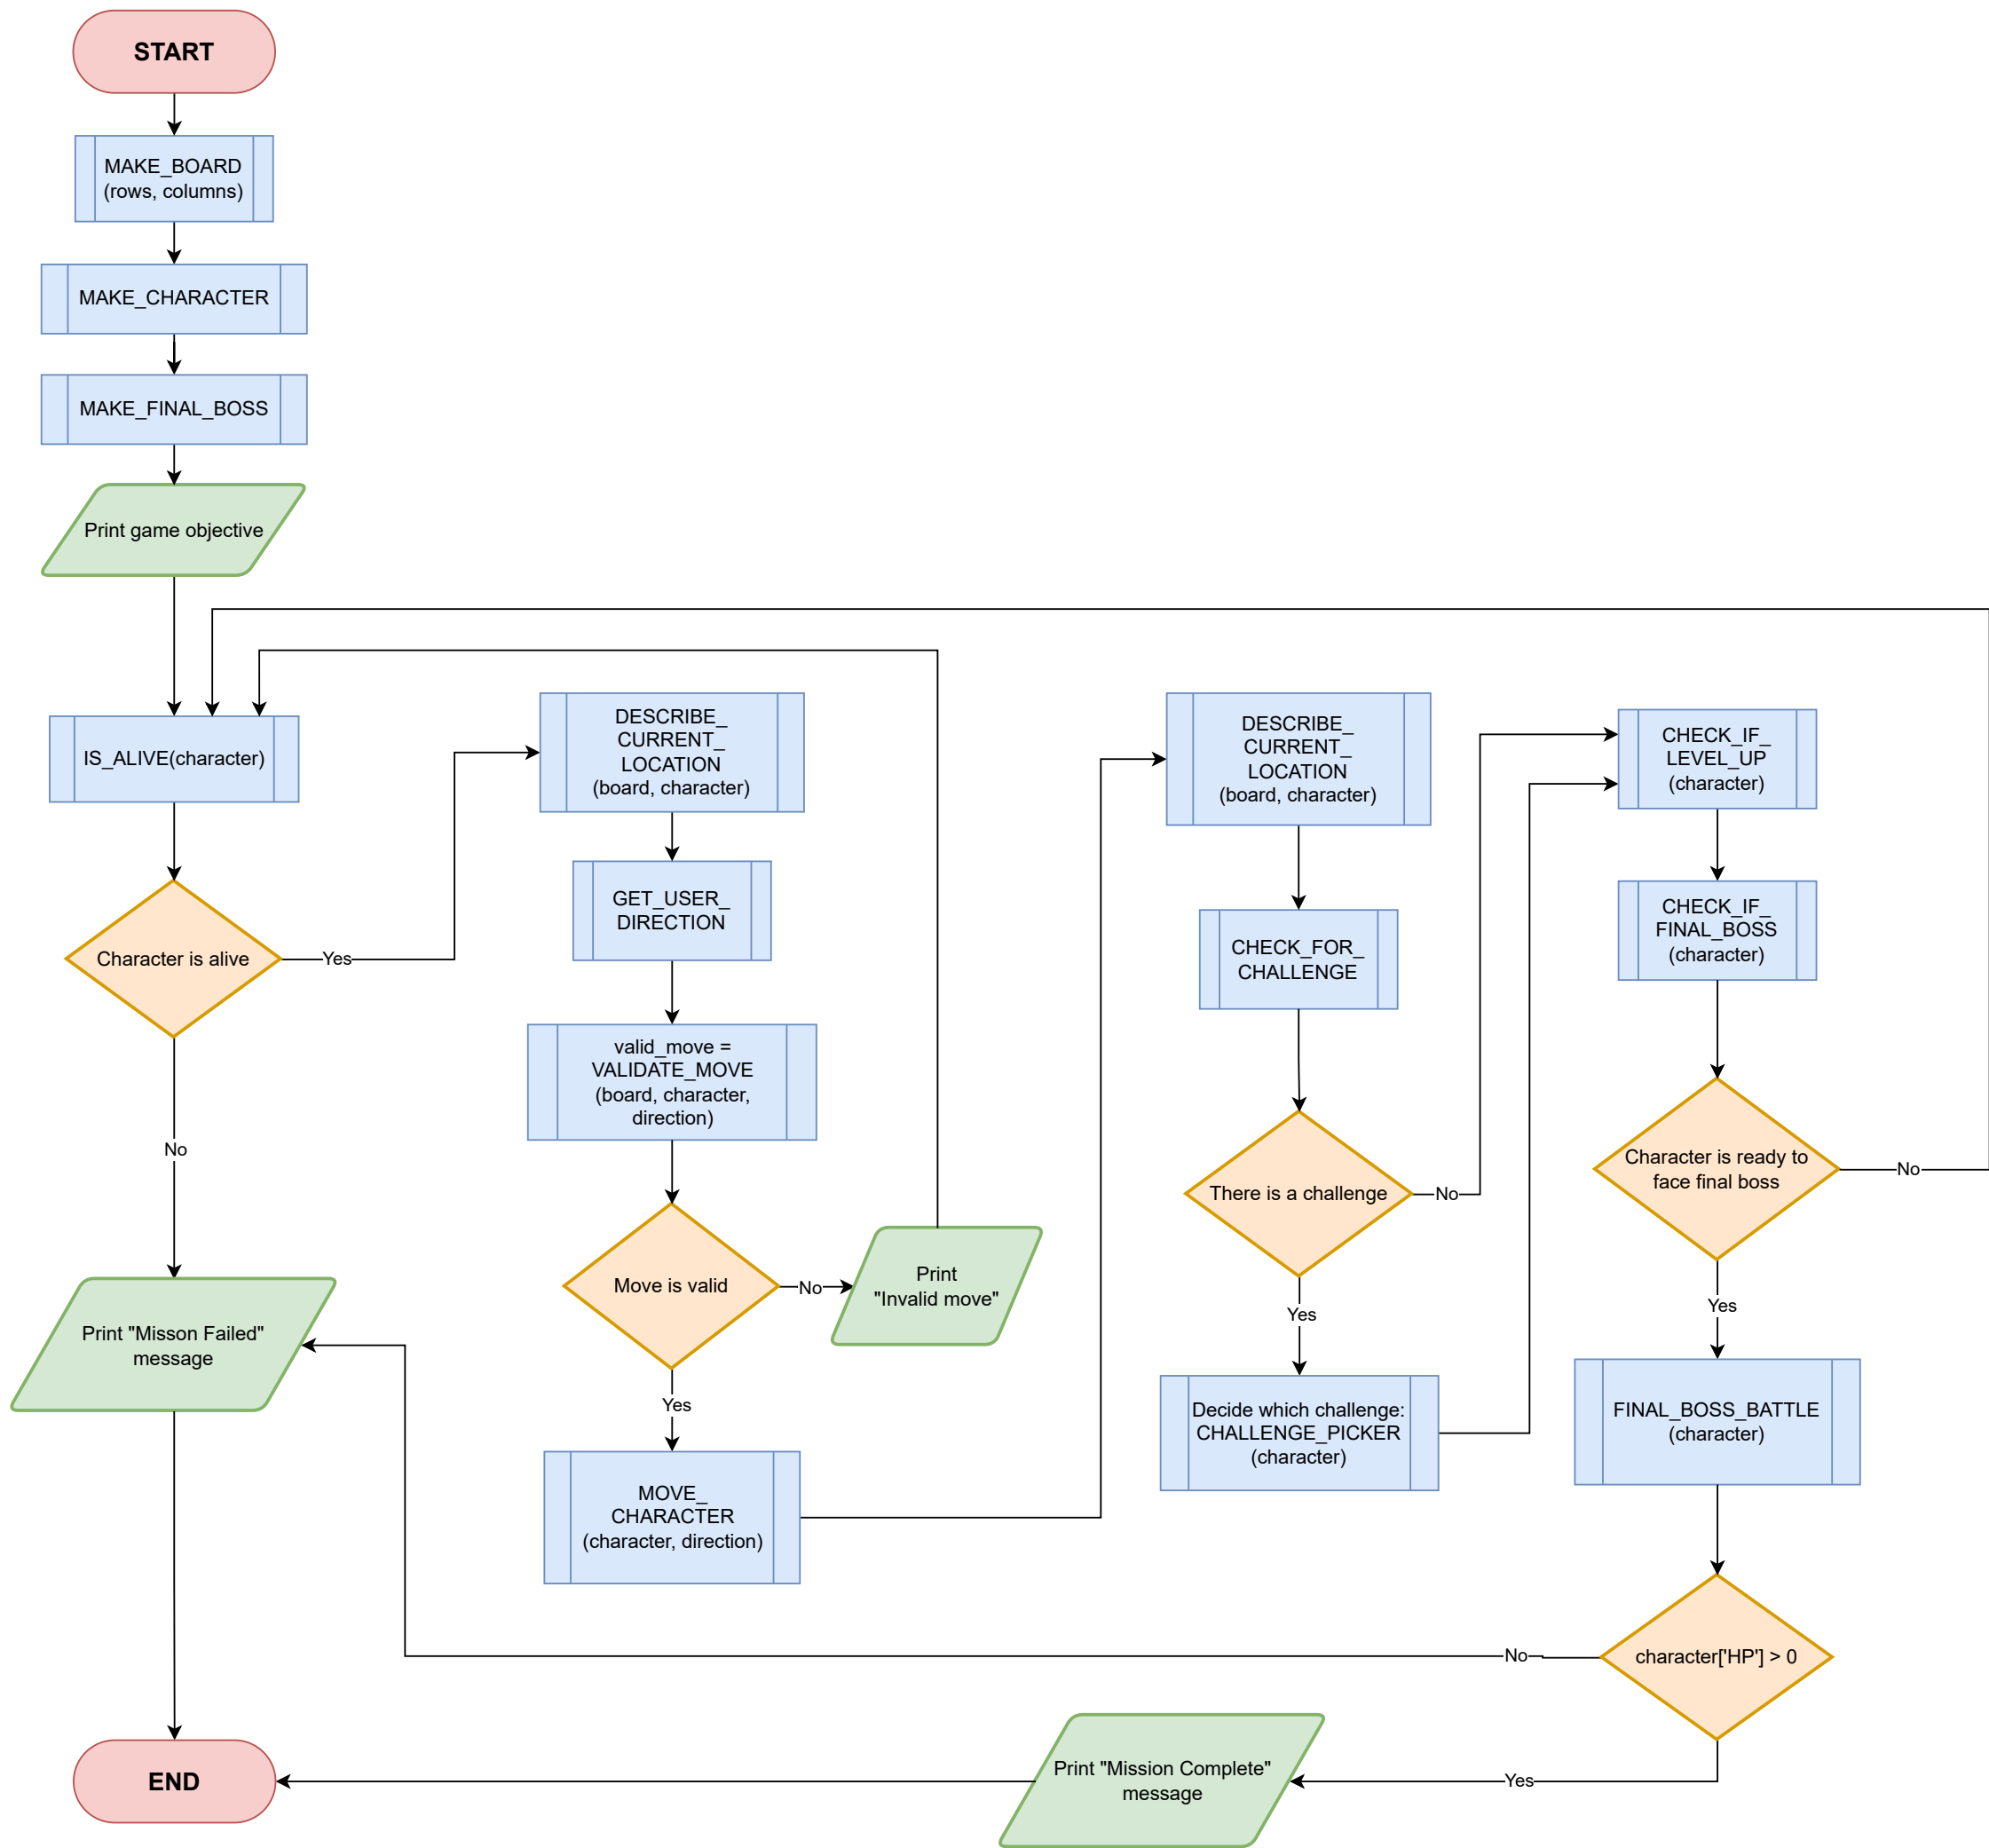 START
MAKE_BOARD
(rows, columns)
MAKE_CHARACTER
MAKE_FINAL_BOSS
Print game objective
IS_ALIVE(character)
Character is alive
Yes
No
Print "Misson Failed"
message
END
DESCRIBE_
CURRENT_
LOCATION
(board, character)
GET_USER_
DIRECTION
valid_move =
VALIDATE_MOVE
(board, character,
direction)
Move is valid
No
Print
"Invalid move"
Yes
MOVE_
CHARACTER
(character, direction)
DESCRIBE_
CURRENT_
LOCATION
(board, character)
CHECK_FOR_
CHALLENGE
There is a challenge
No
Yes
Decide which challenge:
CHALLENGE_PICKER
(character)
CHECK_IF_
LEVEL_UP
(character)
CHECK_IF_
FINAL_BOSS
(character)
Character is ready to
face final boss
No
Yes
FINAL_BOSS_BATTLE
(character)
character['HP'] > 0
No
Yes
Print "Mission Complete"
message